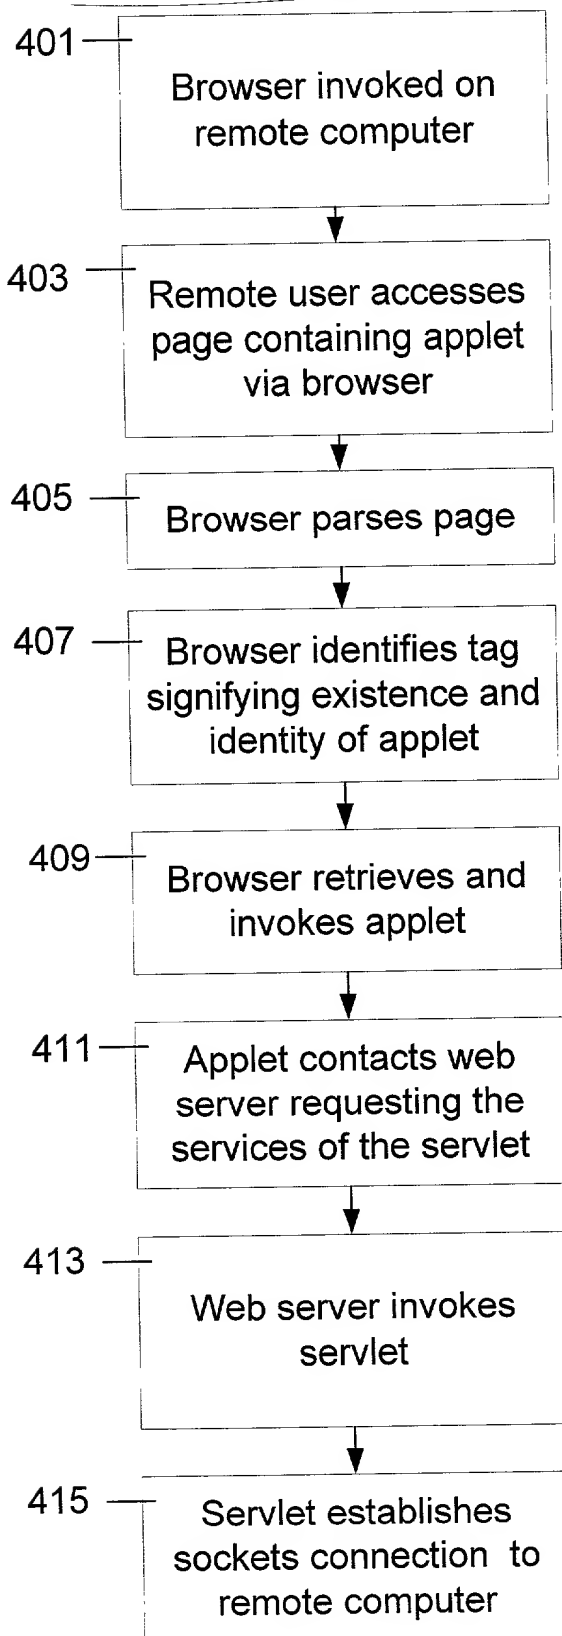 401
Browser invoked on
remote computer
403
Remote user accesses
page containing applet
via browser
405
Browser parses page
407
Browser identifies tag
signifying existence and
identity of applet
409
Browser retrieves and
invokes applet
411
Applet contacts web
server requesting the
services of the servlet
413
Web server invokes
servlet
415
Servlet establishes
sockets connection to
remote computer